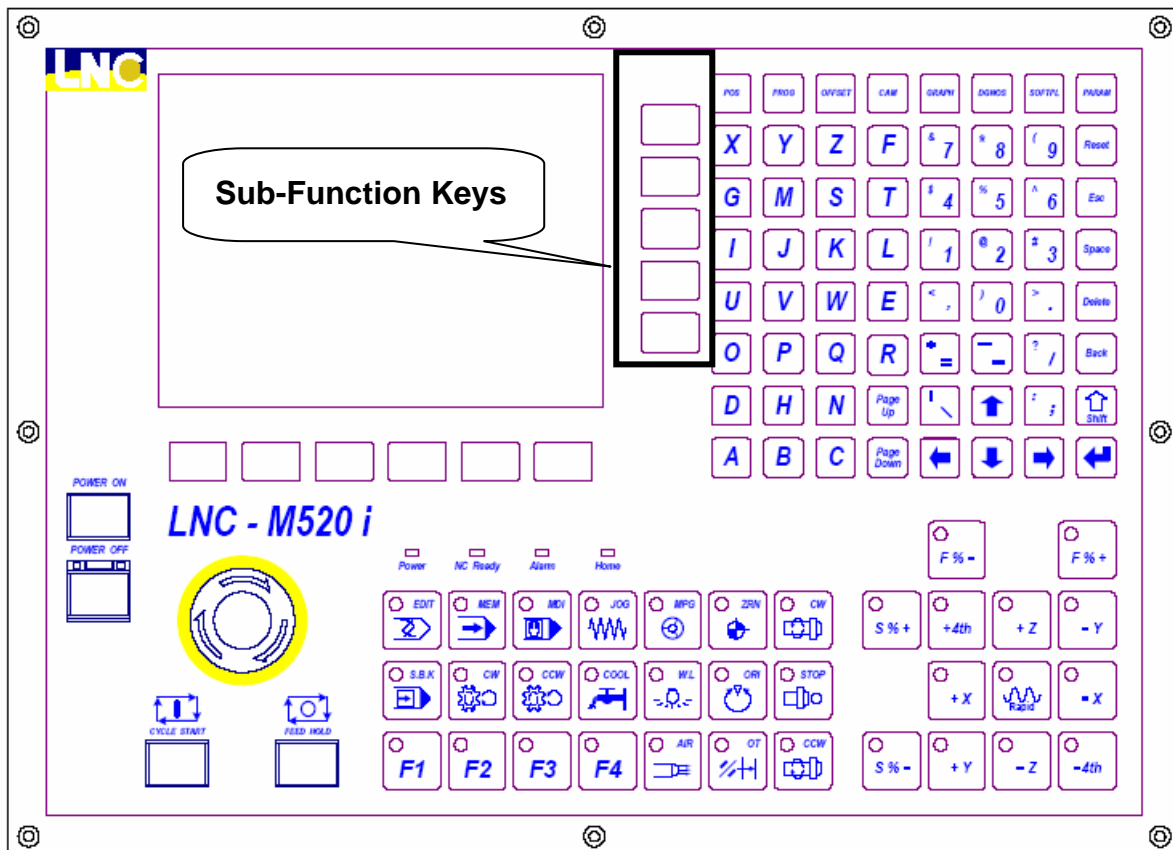 LNC
Sub-Function Keys
POS PROG OFFSET CAM GRAPH DGNOS SOFTPL PARAM
X Y Z F & 7 * 8 ( 9 Reset
G M S T $ 4 % 5 ^ 6 Esc
I J K L ! 1 @ 2 # 3 Space
U V W E < , ) 0 > . Delete
O P Q R + = - - ? / Back
D H N Page Up | \ : ; Shift
A B C Page Down
POWER ON
POWER OFF
LNC - M520 i
Power NC Ready Alarm Home
F % - F % +
EDIT MEM MDI JOG MPG ZRN CW
S % + +4th + Z - Y
S.B.K CW CCW COOL W.L ORI STOP
+ X Rapid - X
CYCLE START FEED HOLD
F1 F2 F3 F4 AIR OT CCW
S % - + Y - Z -4th